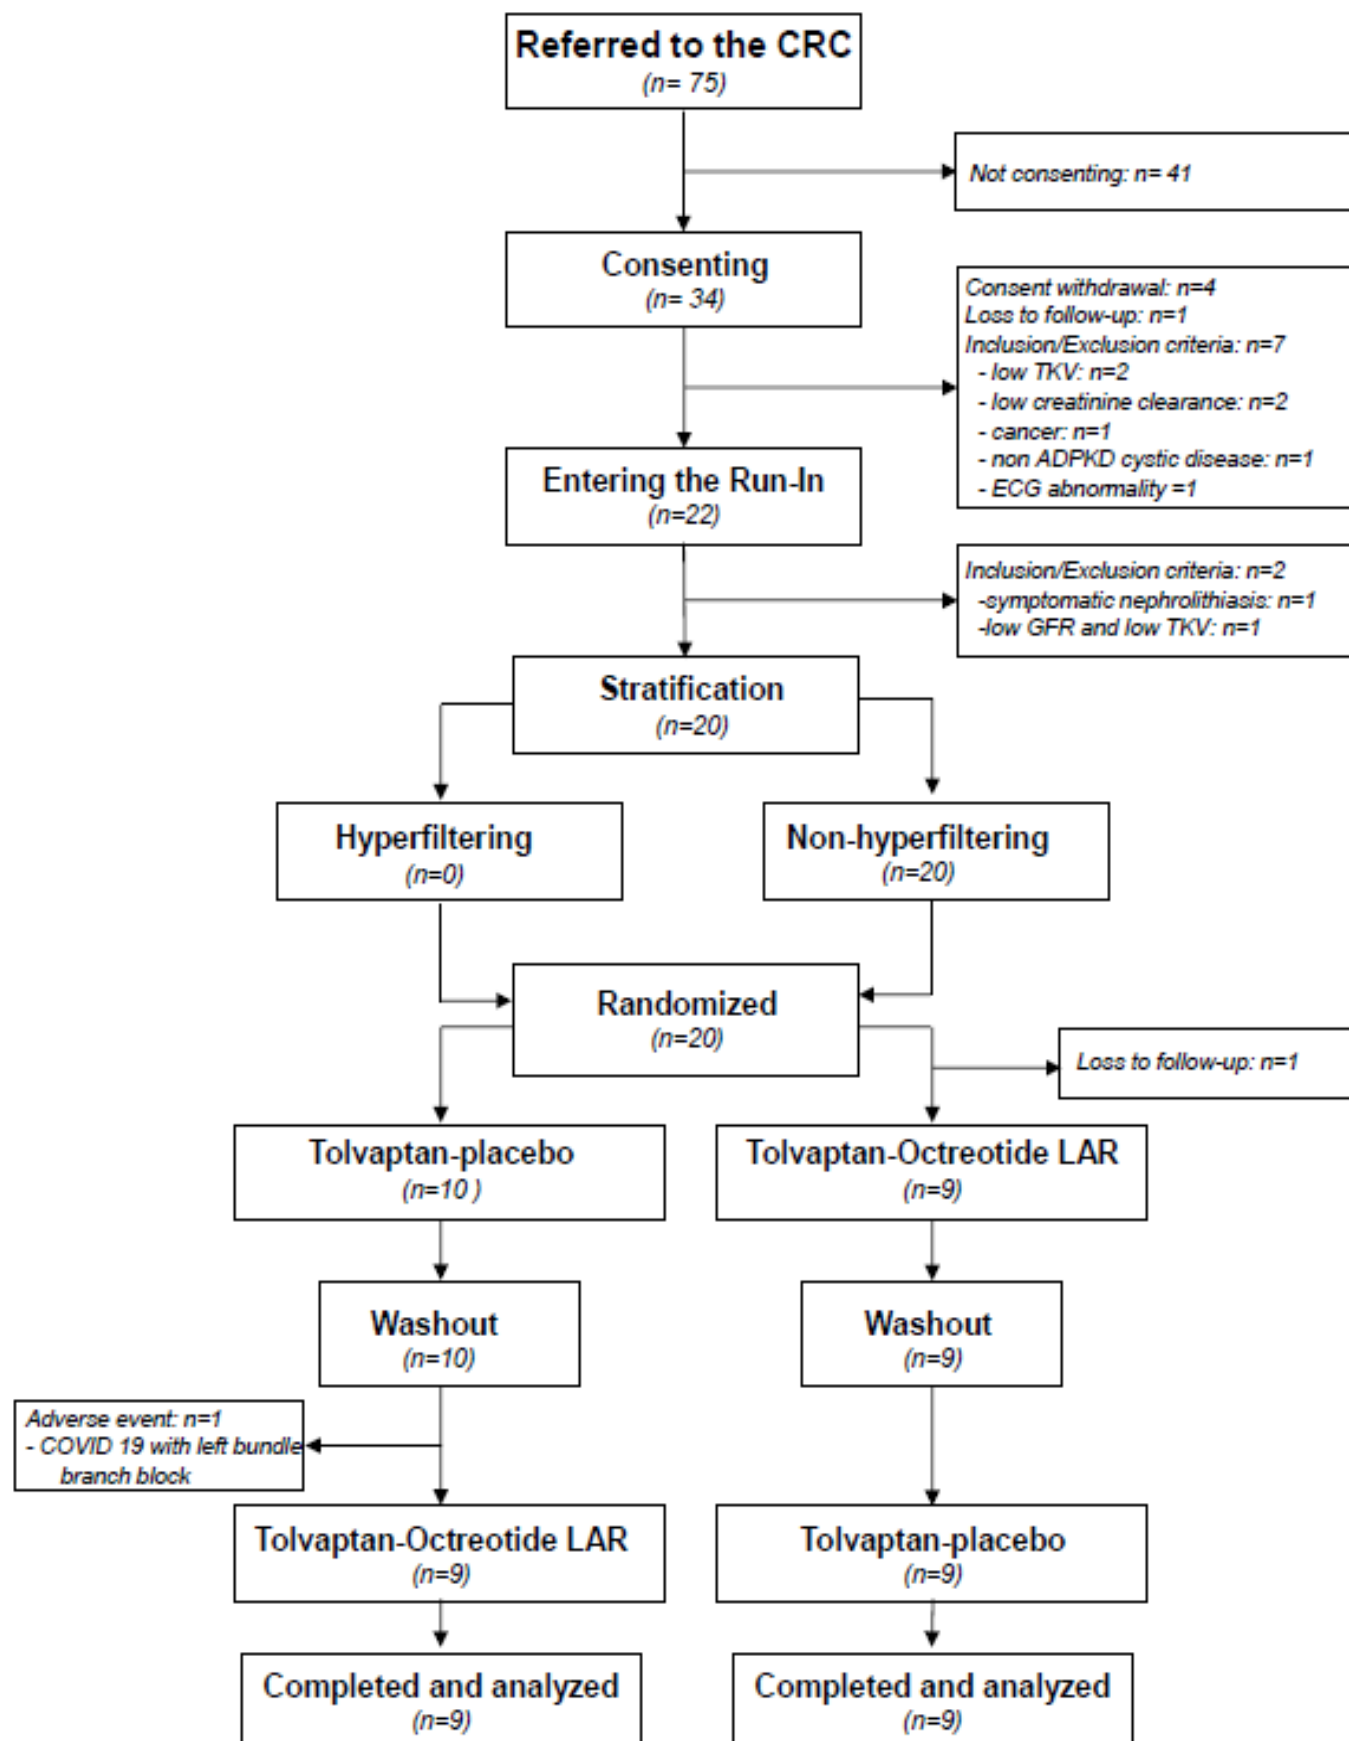 Referred to the CRC
(n= 75)
Not consenting: n= 41
Consenting
(n= 34)
Consent withdrawal: n=4
Loss to follow-up: n=1
Inclusion/Exclusion criteria: n=7
- low TKV: n=2
- low creatinine clearance: n=2
- cancer: n=1
- non ADPKD cystic disease: n=1
- ECG abnormality =1
Entering the Run-In
(n=22)
Inclusion/Exclusion criteria: n=2
-symptomatic nephrolithiasis: n=1
-low GFR and low TKV: n=1
Stratification
(n=20)
Hyperfiltering
(n=0)
Non-hyperfiltering
(n=20)
Randomized
(n=20)
Loss to follow-up: n=1
Tolvaptan-placebo
(n=10 )
Tolvaptan-Octreotide LAR
(n=9)
Washout
(n=10)
Washout
(n=9)
Adverse event: n=1
- COVID 19 with left bundle
branch block
Tolvaptan-Octreotide LAR
(n=9)
Tolvaptan-placebo
(n=9)
Completed and analyzed
(n=9)
Completed and analyzed
(n=9)